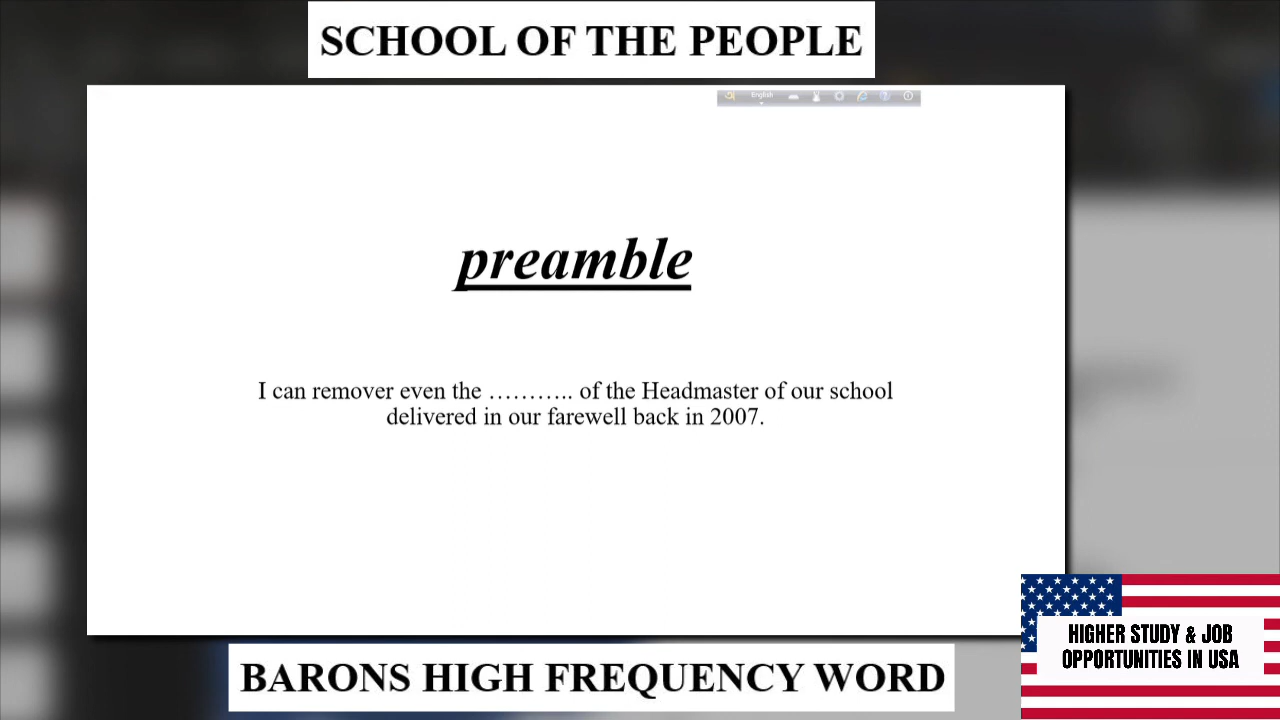 SCHOOL OF THE PEOPLE
English
preamble
I can remover even the ……….. of the Headmaster of our school
delivered in our farewell back in 2007.
BARONS HIGH FREQUENCY WORD
HIGHER STUDY & JOB
OPPORTUNITIES IN USA